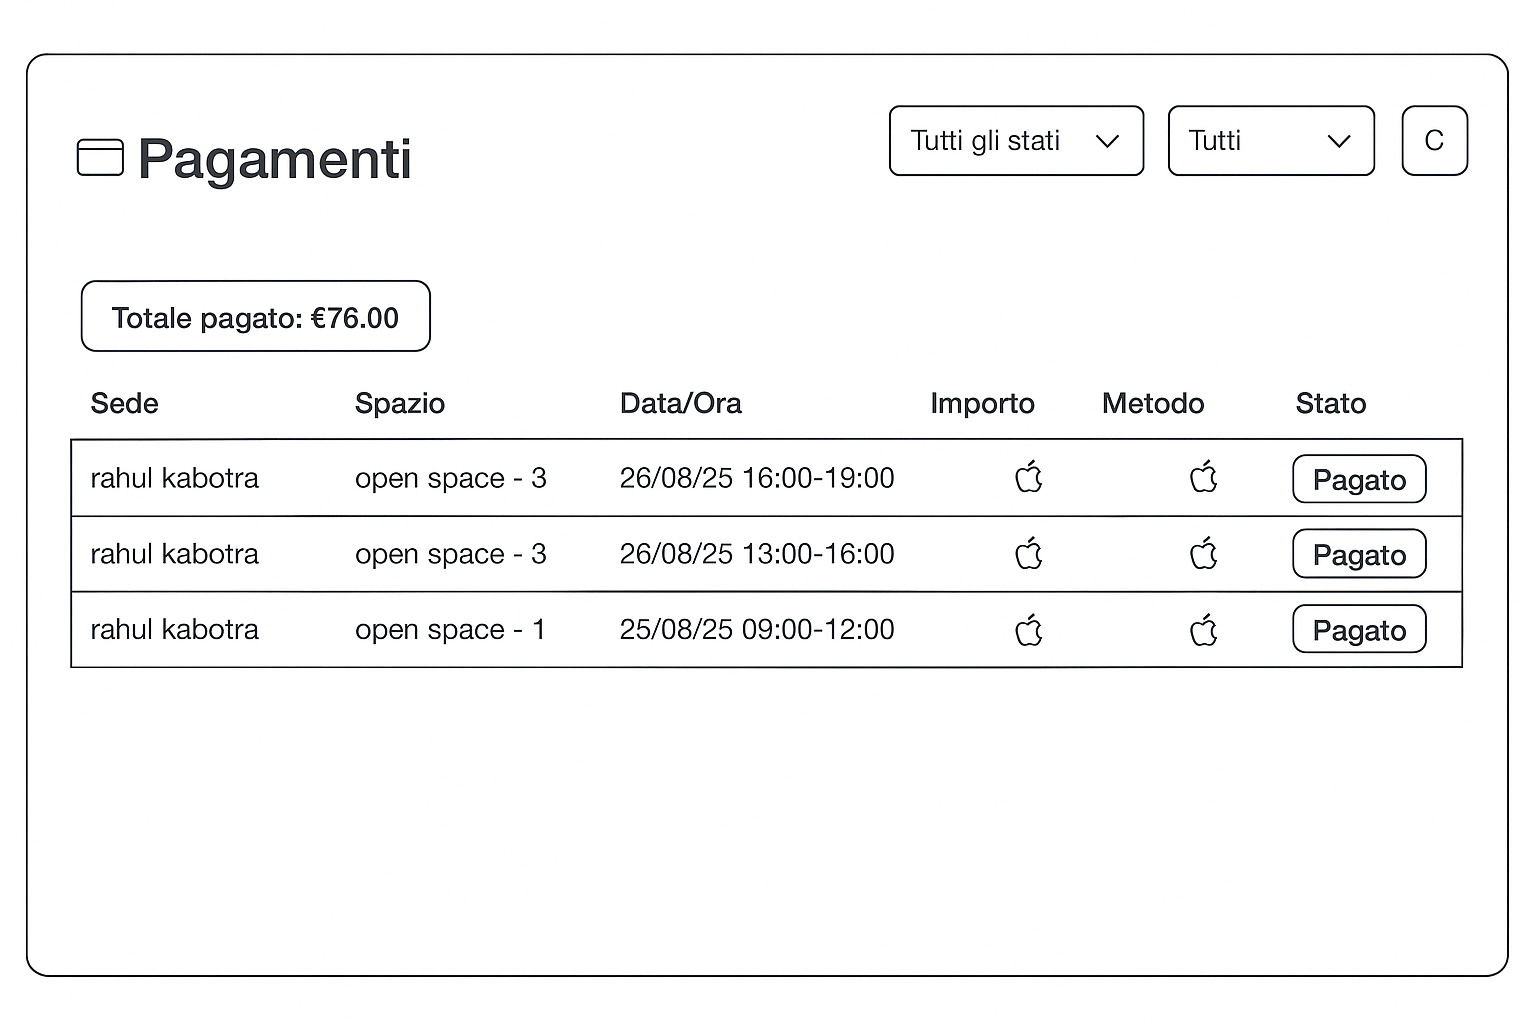 Pagamenti
Tutti gli stati
Tutti
C
Totale pagato: €76.00
Sede Spazio Data/Ora Importo Metodo Stato
rahul kabotra open space - 3 26/08/25 16:00-19:00 Pagato
rahul kabotra open space - 3 26/08/25 13:00-16:00 Pagato
rahul kabotra open space - 1 25/08/25 09:00-12:00 Pagato